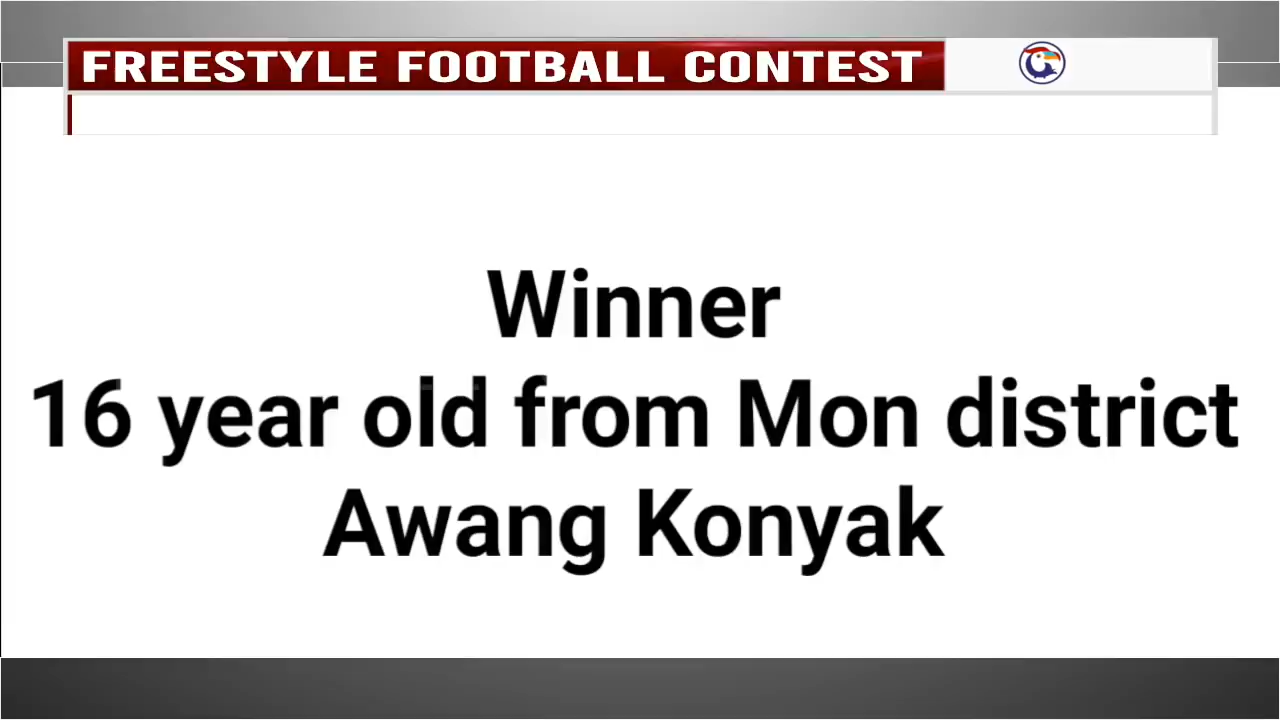 FREESTYLE FOOTBALL CONTEST
Winner
16 year old from Mon district
Awang Konyak